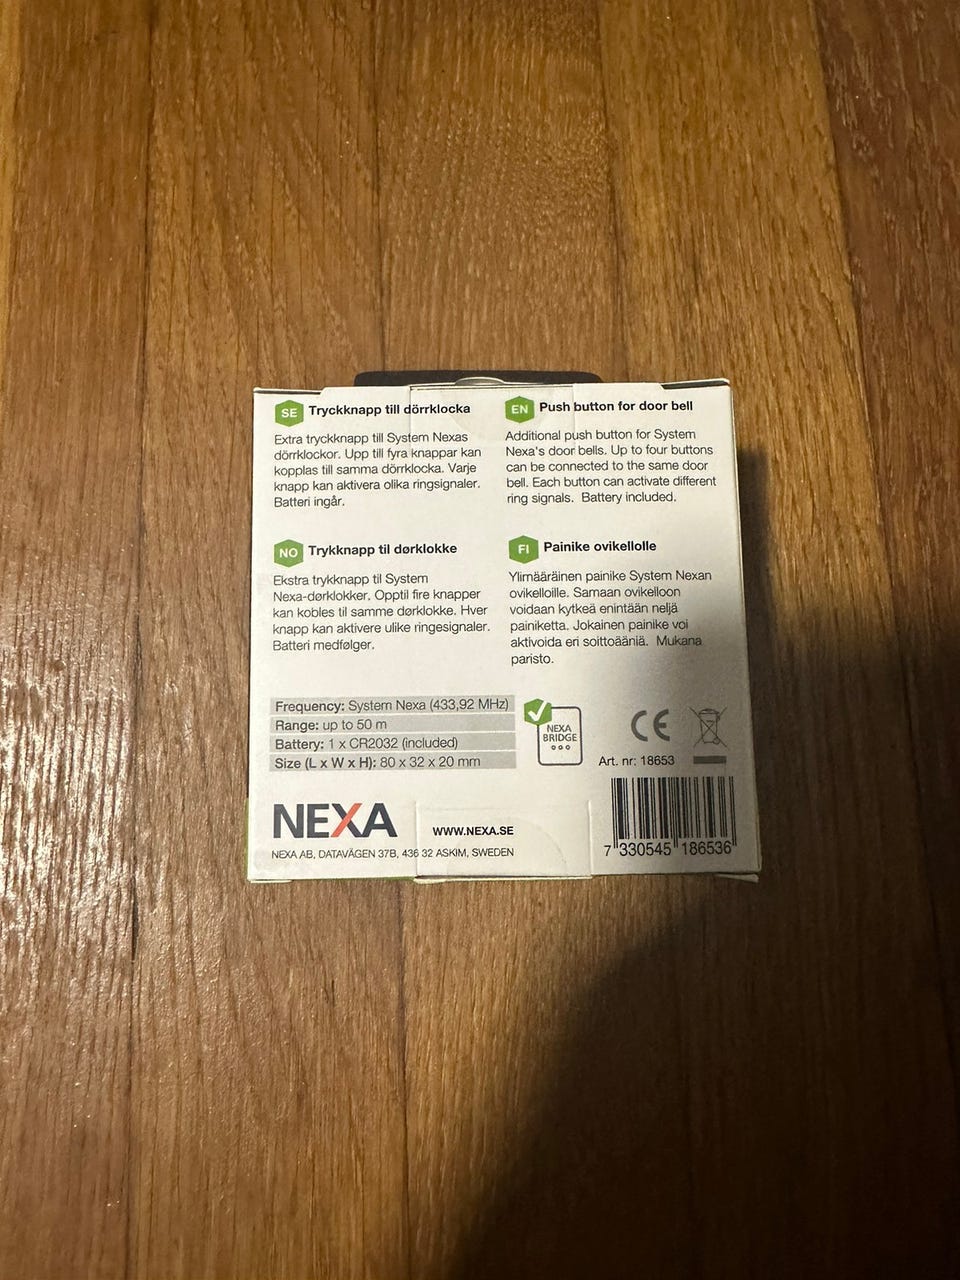 SE Tryckknapp till dörrklocka
Extra tryckknapp till System Nexas
dörrklockor. Upp till fyra knappar kan
kopplas till samma dörrklocka. Varje
knapp kan aktivera olika ringsignaler.
Batteri ingår.
EN Push button for door bell
Additional push button for System
Nexa's door bells. Up to four buttons
can be connected to the same door
bell. Each button can activate different
ring signals. Battery included.
NO Trykknapp til dørklokke
Ekstra trykknapp til System
Nexa-dørklokker. Opptil fire knapper
kan kobles til samme dørklokke. Hver
knapp kan aktivere ulike ringesignaler.
Batteri medfølger.
FI Painike ovikellolle
Ylimääräinen painike System Nexan
ovikelloille. Samaan ovikelloon
voidaan kytkeä enintään neljä
painiketta. Jokainen painike voi
aktivoida eri soittoääniä. Mukana
paristo.
Frequency: System Nexa (433,92 MHz)
Range: up to 50 m
Battery: 1 x CR2032 (included)
Size (L x W x H): 80 x 32 x 20 mm
NEXA
BRIDGE
CE
Art. nr: 18653
NEXA
WWW.NEXA.SE
NEXA AB, DATAVÄGEN 37B, 436 32 ASKIM, SWEDEN
7 330545 186536